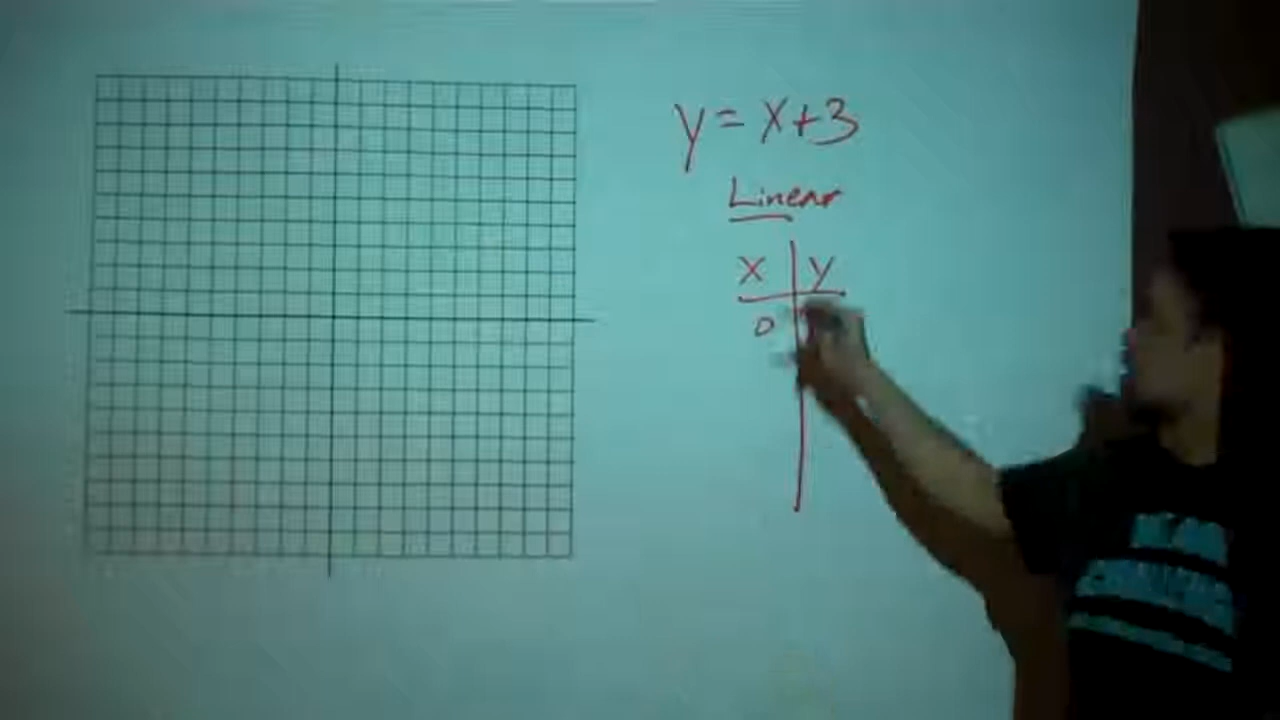 y = x+3
Linear
x y
0